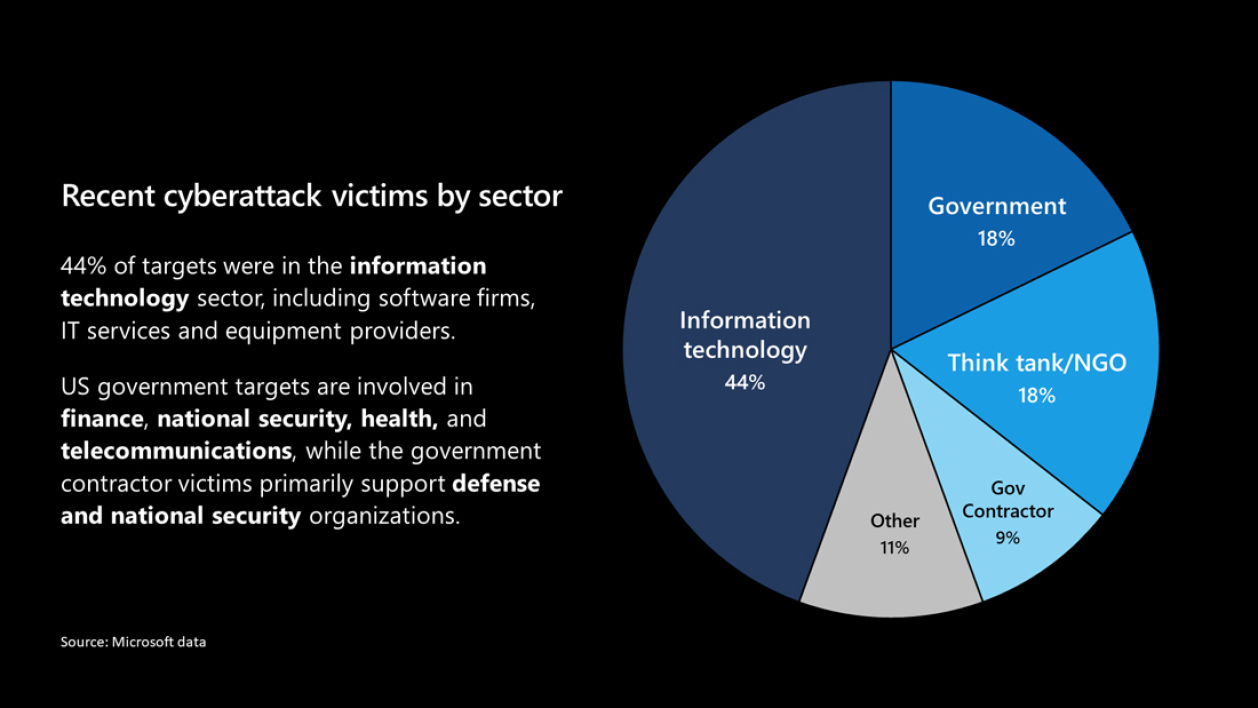 Recent cyberattack victims by sector
44% of targets were in the information
technology sector, including software firms,
IT services and equipment providers.
US government targets are involved in
finance, national security, health, and
telecommunications, while the government
contractor victims primarily support defense
and national security organizations.
Source: Microsoft data
Government
18%
Think tank/NGO
18%
Gov
Contractor
9%
Other
11%
Information
technology
44%